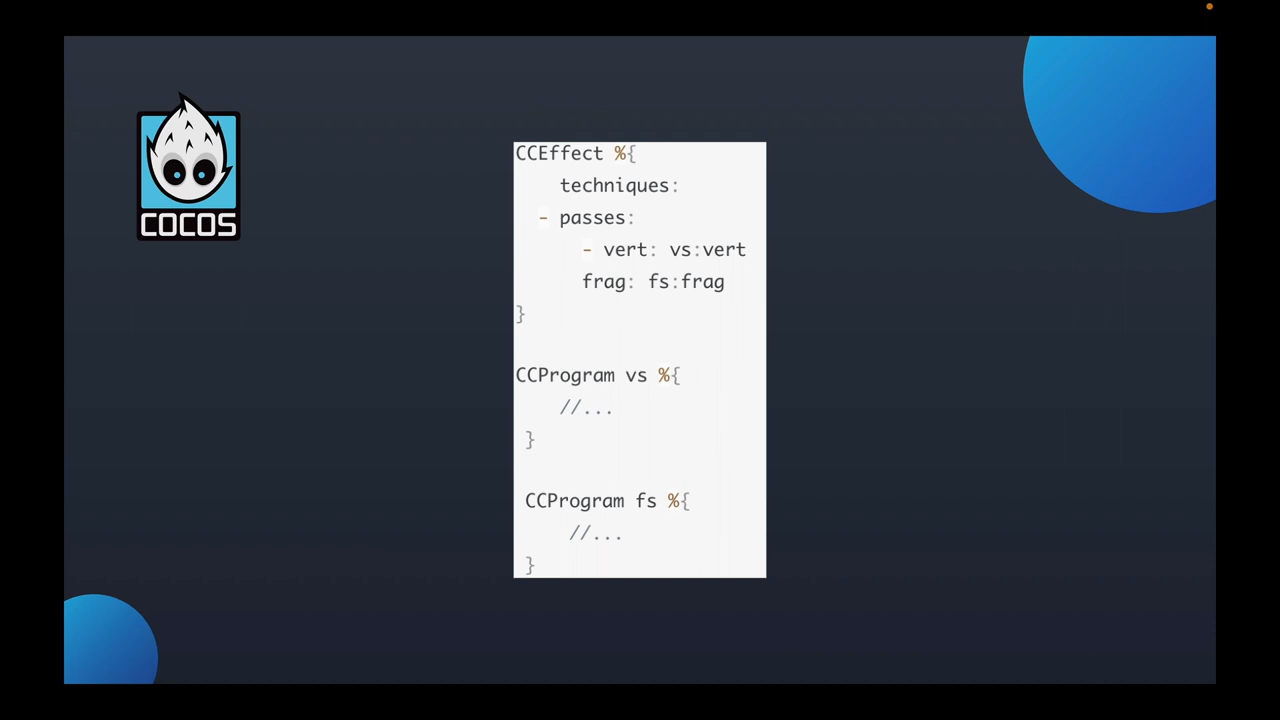 COCOS
CCEffect %{
techniques:
- passes:
- vert: vs:vert
frag: fs:frag
}
CCProgram vs %{
//...
}
CCProgram fs %{
//...
}